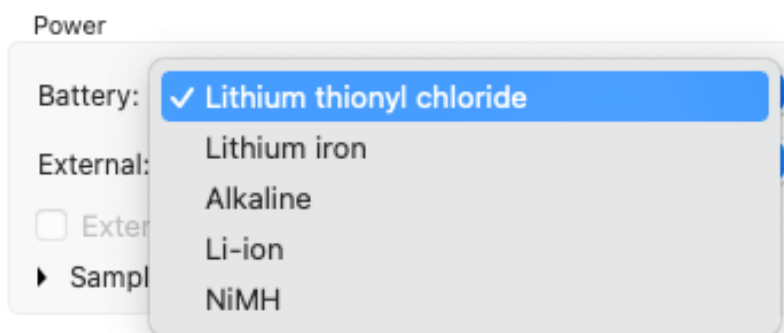 Power
Battery:
✓ Lithium thionyl chloride
Lithium iron
External:
Alkaline
Li-ion
NiMH